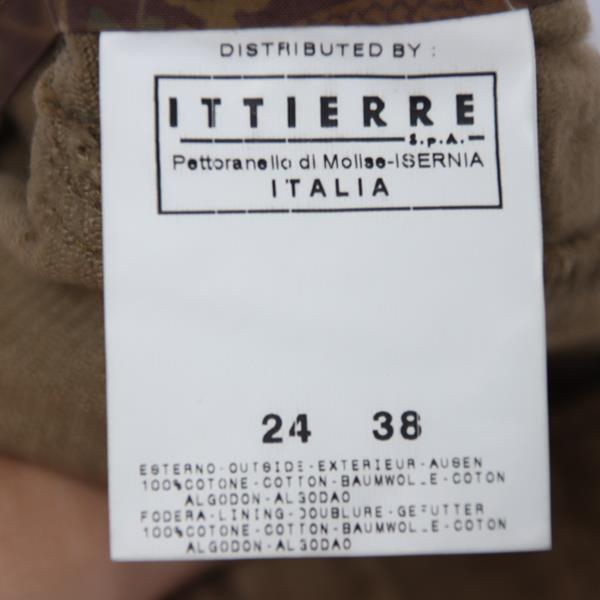 DISTRIBUTED BY :
ITTIERRE
S.p.A.
Pettoranello di Molise-ISERNIA
ITALIA
24 38
ESTERNO-OUTSIDE-EXTERIEUR-AUSEN
100%COTONE-COTTON-BAUMWOLLE-COTON
ALGODON-ALGODAO
FODERA-LINING-DOUBLURE-GEFUTTER
100%COTONE-COTTON-BAUMWOLLE-COTON
ALGODON-ALGODAO